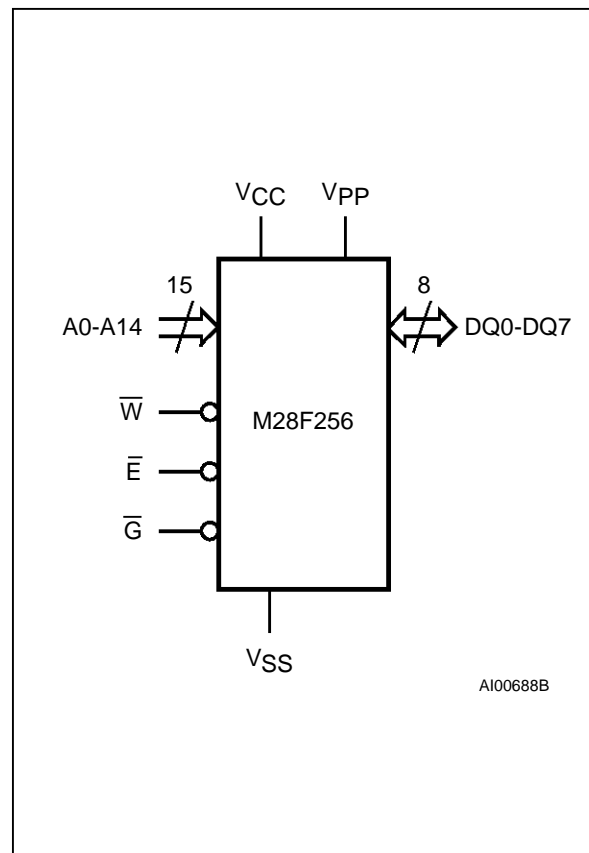 VCC VPP
15 8
A0-A14 DQ0-DQ7
W̅
M28F256
E̅
G̅
VSS
AI00688B